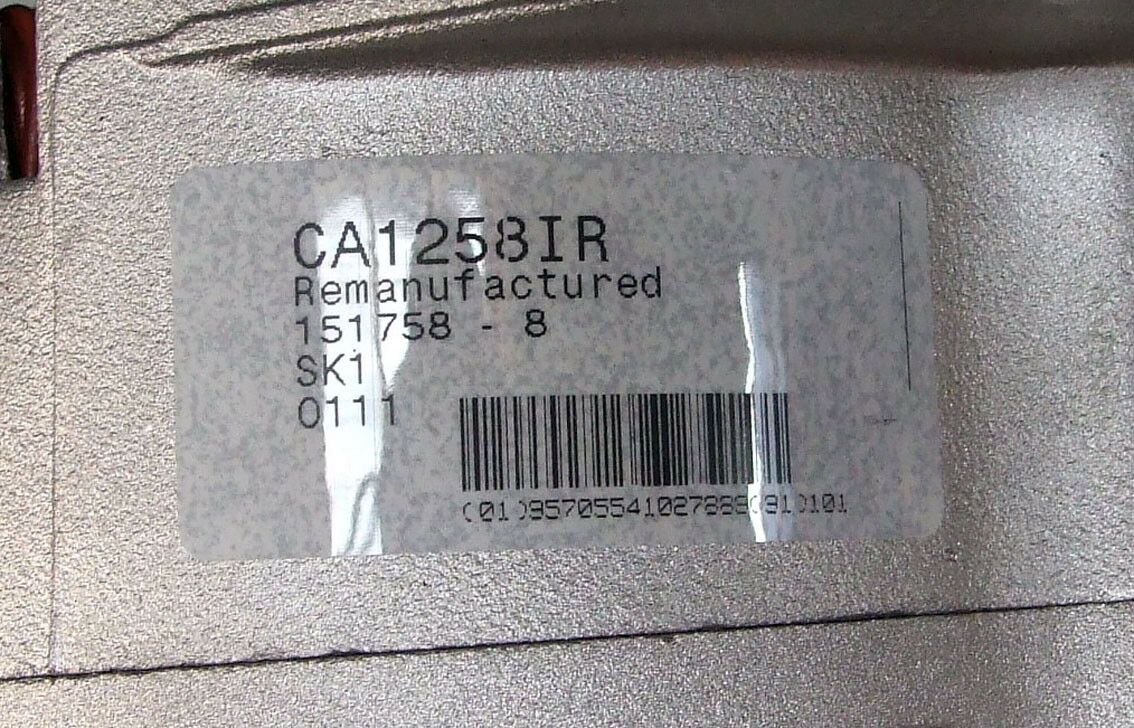 CA1258IR
Remanufactured
151758 - 8
SK1
0111